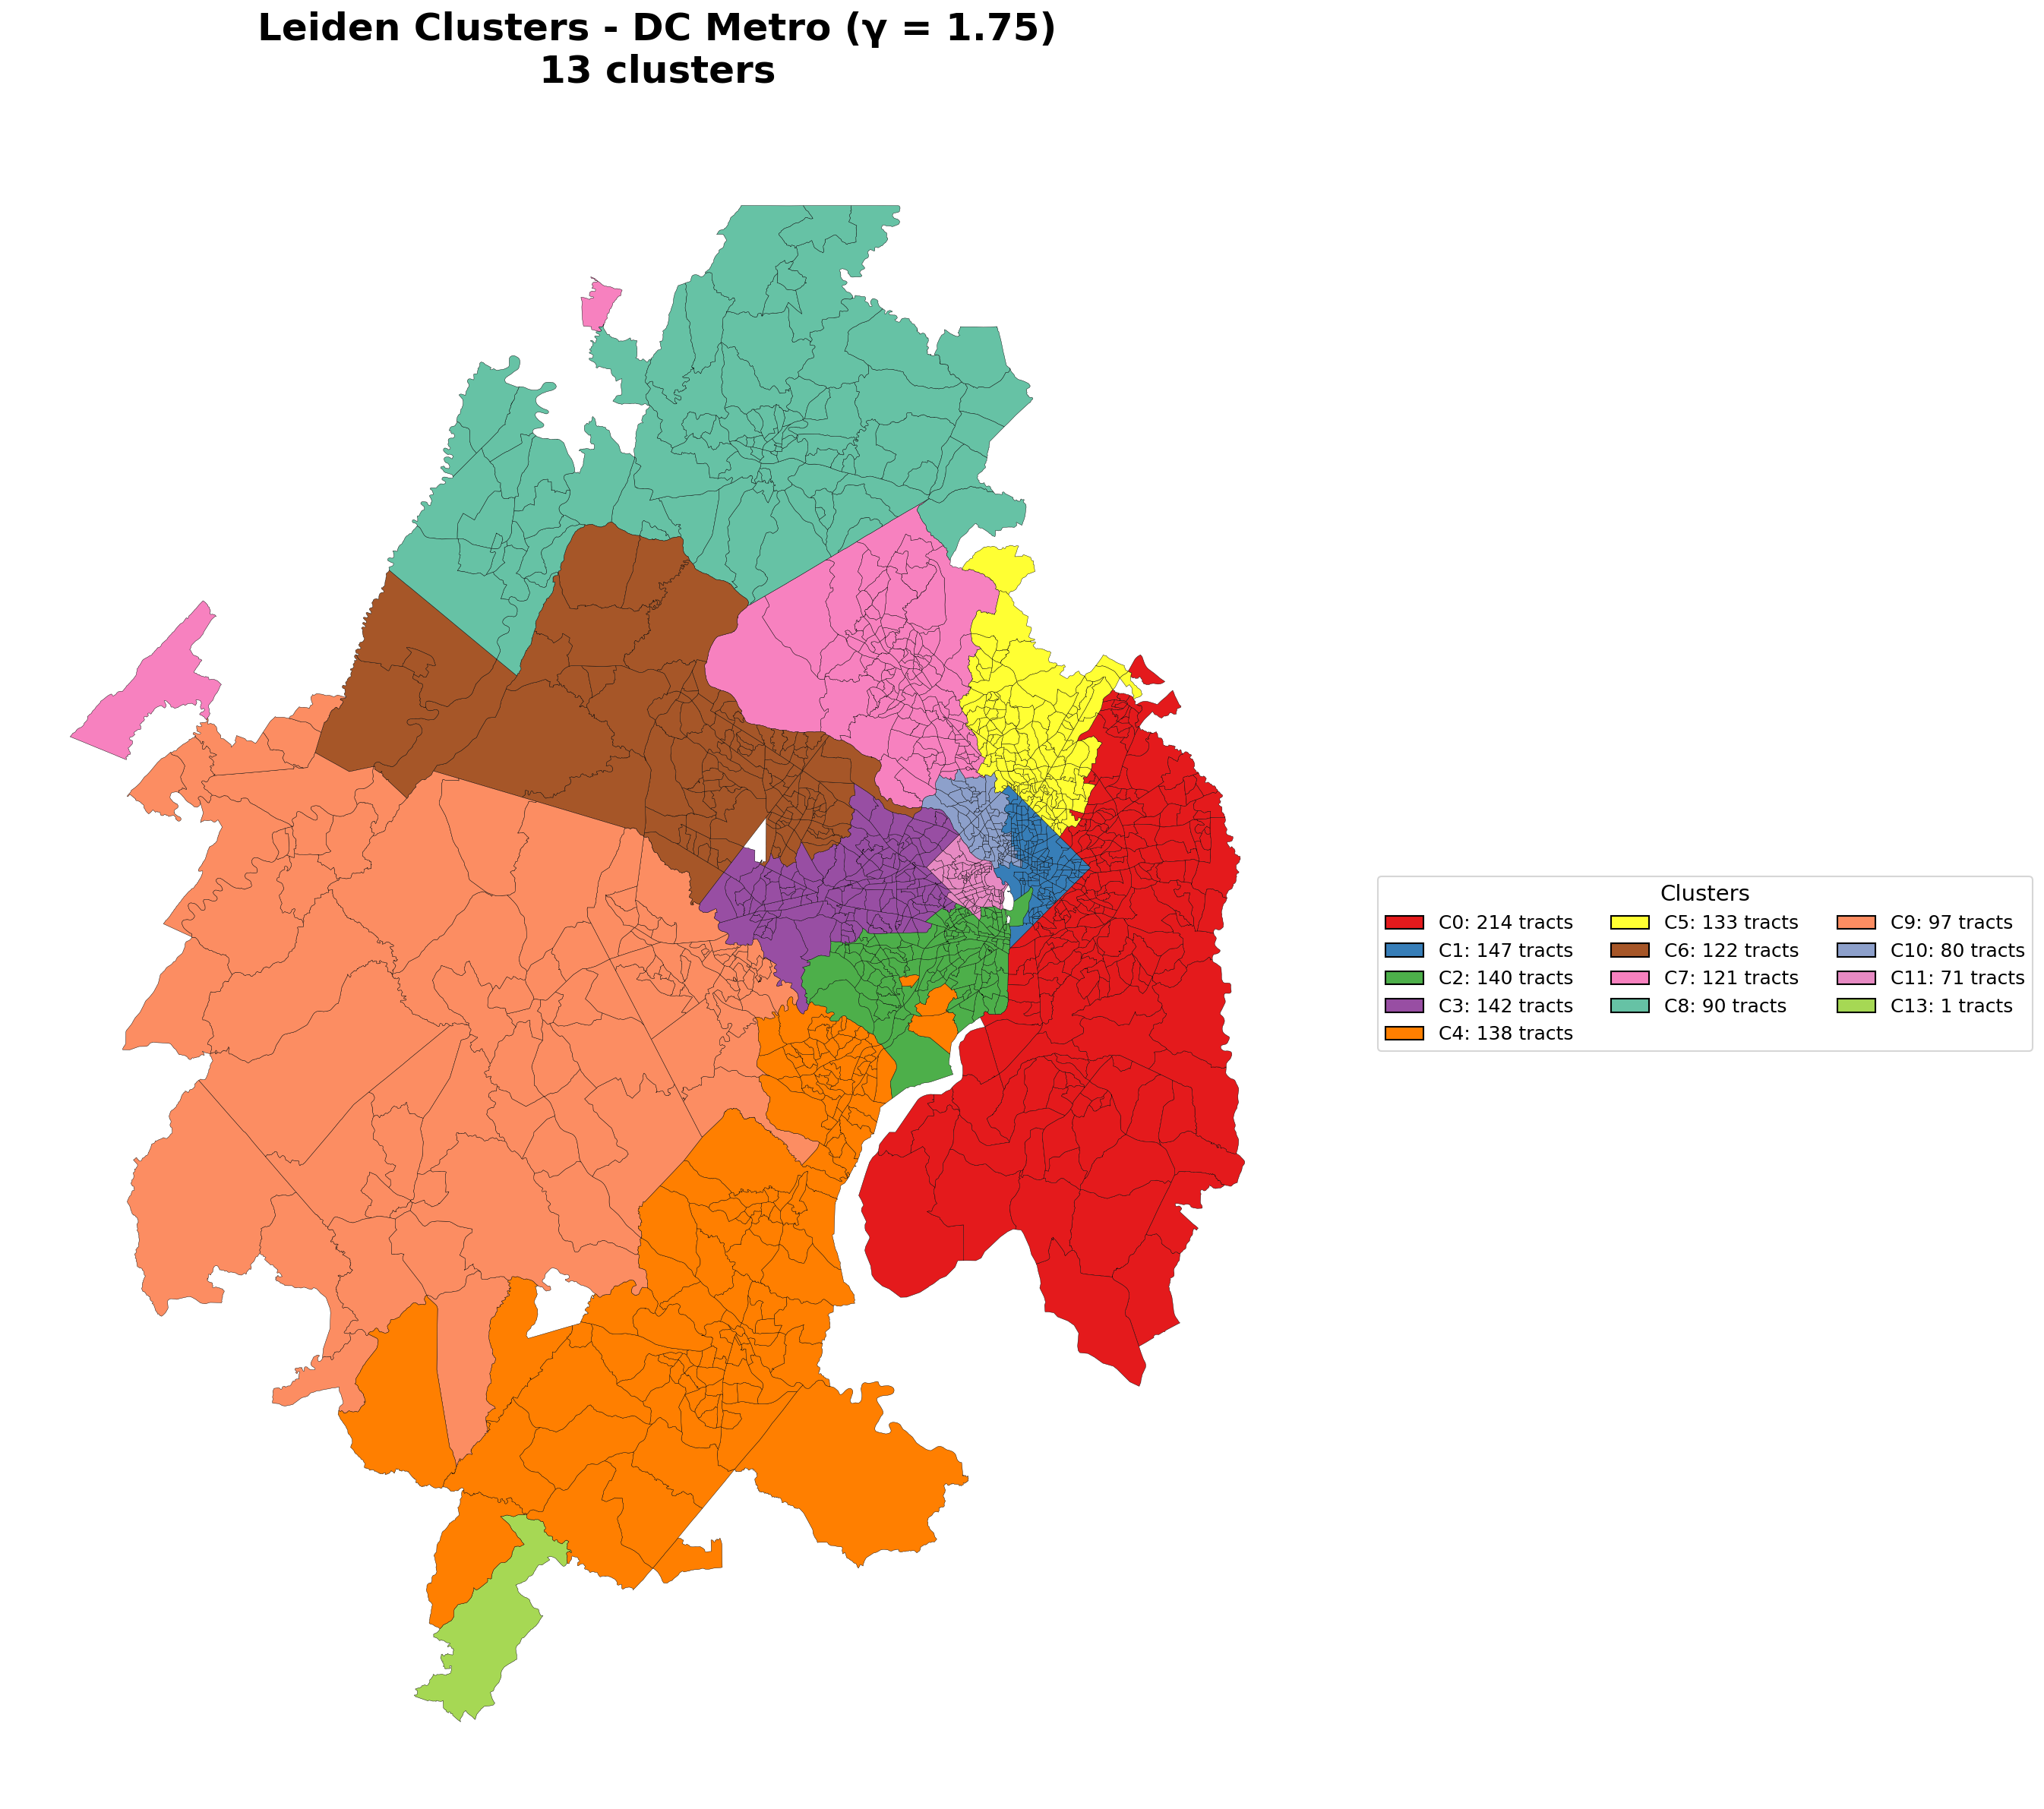 Leiden Clusters - DC Metro (γ = 1.75)
13 clusters
Clusters
C0: 214 tracts
C1: 147 tracts
C2: 140 tracts
C3: 142 tracts
C4: 138 tracts
C5: 133 tracts
C6: 122 tracts
C7: 121 tracts
C8: 90 tracts
C9: 97 tracts
C10: 80 tracts
C11: 71 tracts
C13: 1 tracts